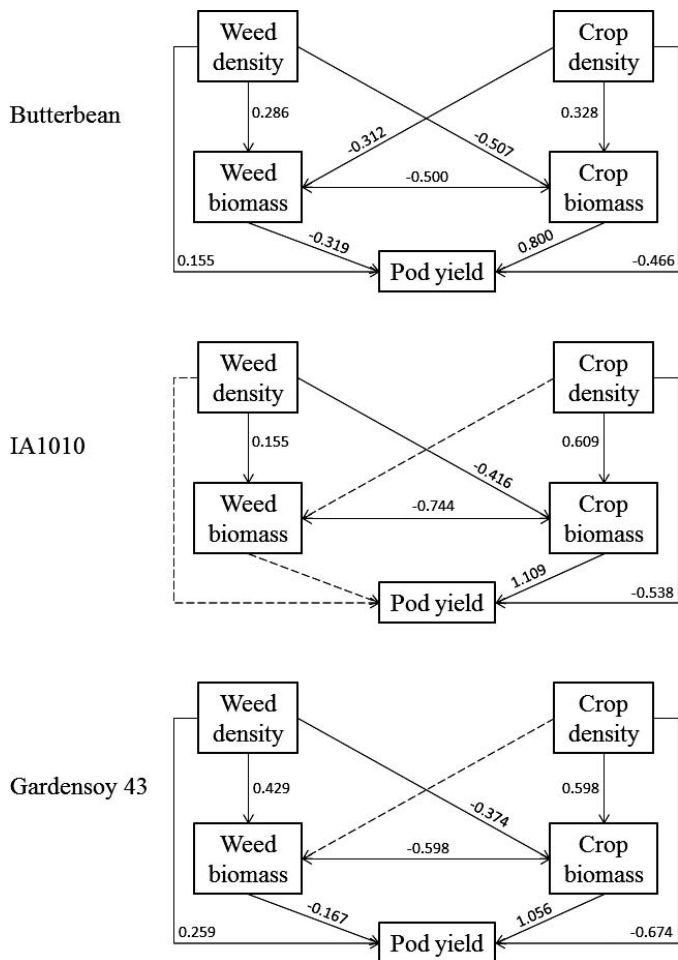 Weed
density
Crop
density
Butterbean
0.286
0.328
-0.312
-0.507
Weed
biomass
-0.500
Crop
biomass
-0.319
0.800
0.155
Pod yield
-0.466
Weed
density
Crop
density
IA1010
0.155
0.609
-0.416
Weed
biomass
-0.744
Crop
biomass
1.109
Pod yield
-0.538
Weed
density
Crop
density
Gardensoy 43
0.429
0.598
-0.374
Weed
biomass
-0.598
Crop
biomass
-0.167
1.056
0.259
Pod yield
-0.674